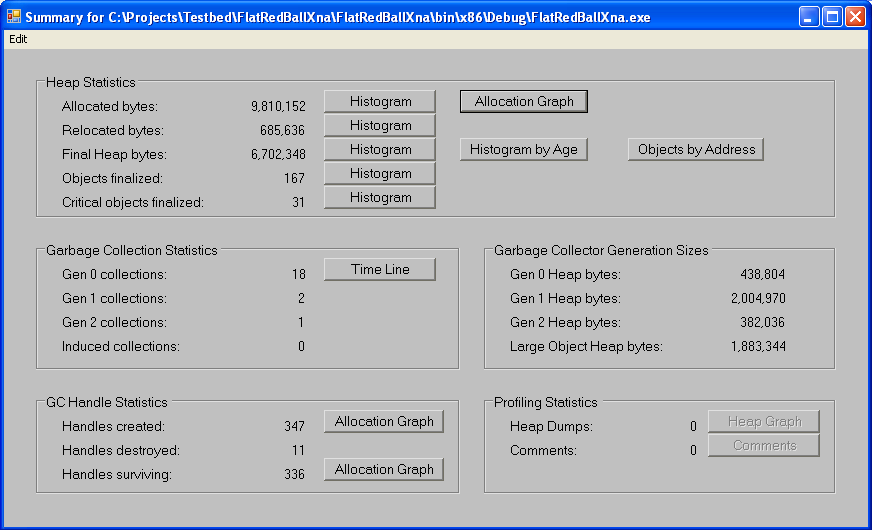 Summary for C:\Projects\Testbed\FlatRedBallXna\FlatRedBallXna\bin\x86\Debug\FlatRedBallXna.exe
Edit
Heap Statistics
Allocated bytes: 9,810,152 Histogram Allocation Graph
Relocated bytes: 685,636 Histogram
Final Heap bytes: 6,702,348 Histogram Histogram by Age Objects by Address
Objects finalized: 167 Histogram
Critical objects finalized: 31 Histogram
Garbage Collection Statistics
Gen 0 collections: 18 Time Line
Gen 1 collections: 2
Gen 2 collections: 1
Induced collections: 0
Garbage Collector Generation Sizes
Gen 0 Heap bytes: 438,804
Gen 1 Heap bytes: 2,004,970
Gen 2 Heap bytes: 382,036
Large Object Heap bytes: 1,883,344
GC Handle Statistics
Handles created: 347 Allocation Graph
Handles destroyed: 11
Handles surviving: 336 Allocation Graph
Profiling Statistics
Heap Dumps: 0 Heap Graph
Comments: 0 Comments